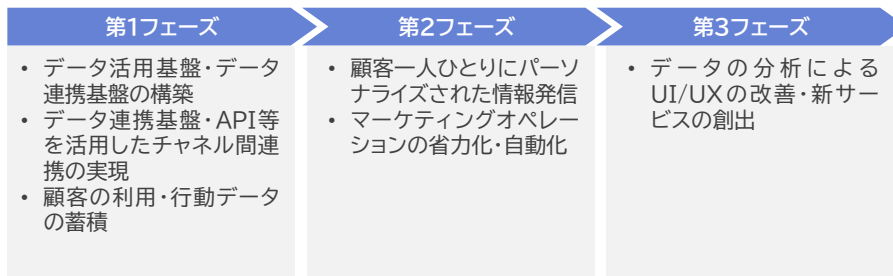 第1フェーズ
• データ活用基盤・データ
連携基盤の構築
• データ連携基盤・API等
を活用したチャネル間連
携の実現
• 顧客の利用・行動データ
の蓄積
第2フェーズ
• 顧客一人ひとりにパーソ
ナライズされた情報発信
• マーケティングオペレー
ションの省力化・自動化
第3フェーズ
• データの分析による
UI/UXの改善・新サー
ビスの創出